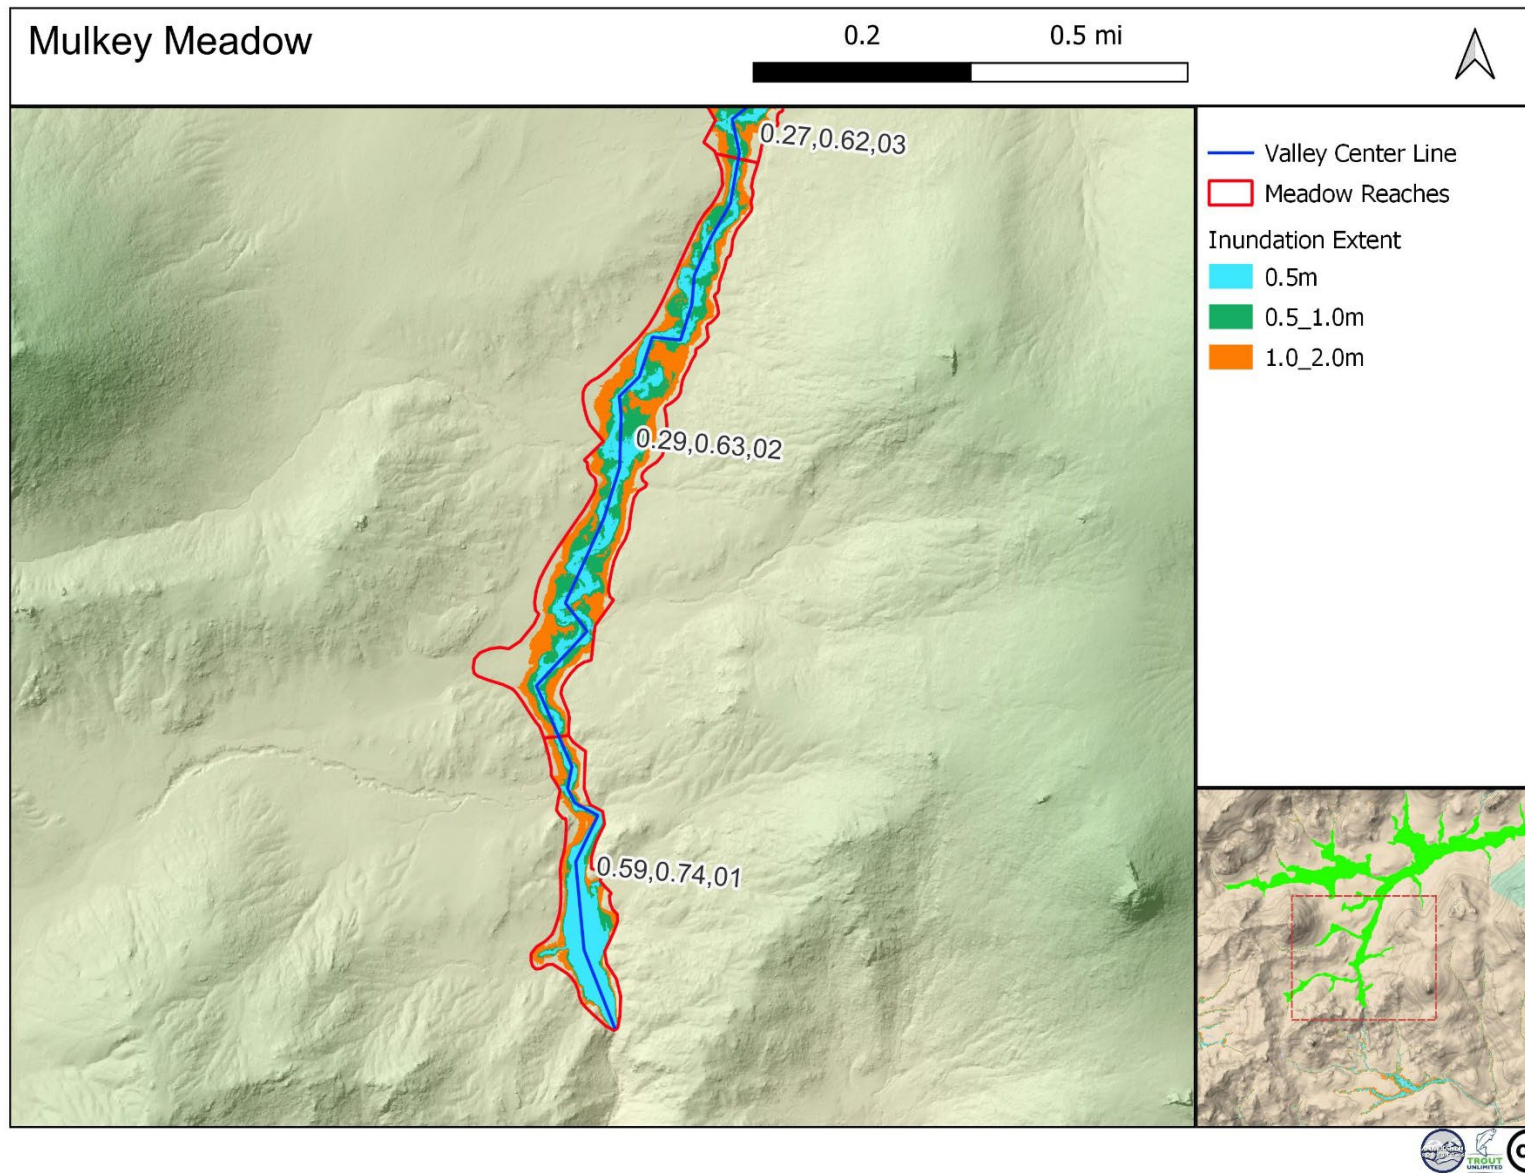 Mulkey Meadow
0.2 0.5 mi
0.27,0.62,03
0.29,0.63,02
0.59,0.74,01
Valley Center Line
Meadow Reaches
Inundation Extent
0.5m
0.5_1.0m
1.0_2.0m
TROUT
UNLIMITED